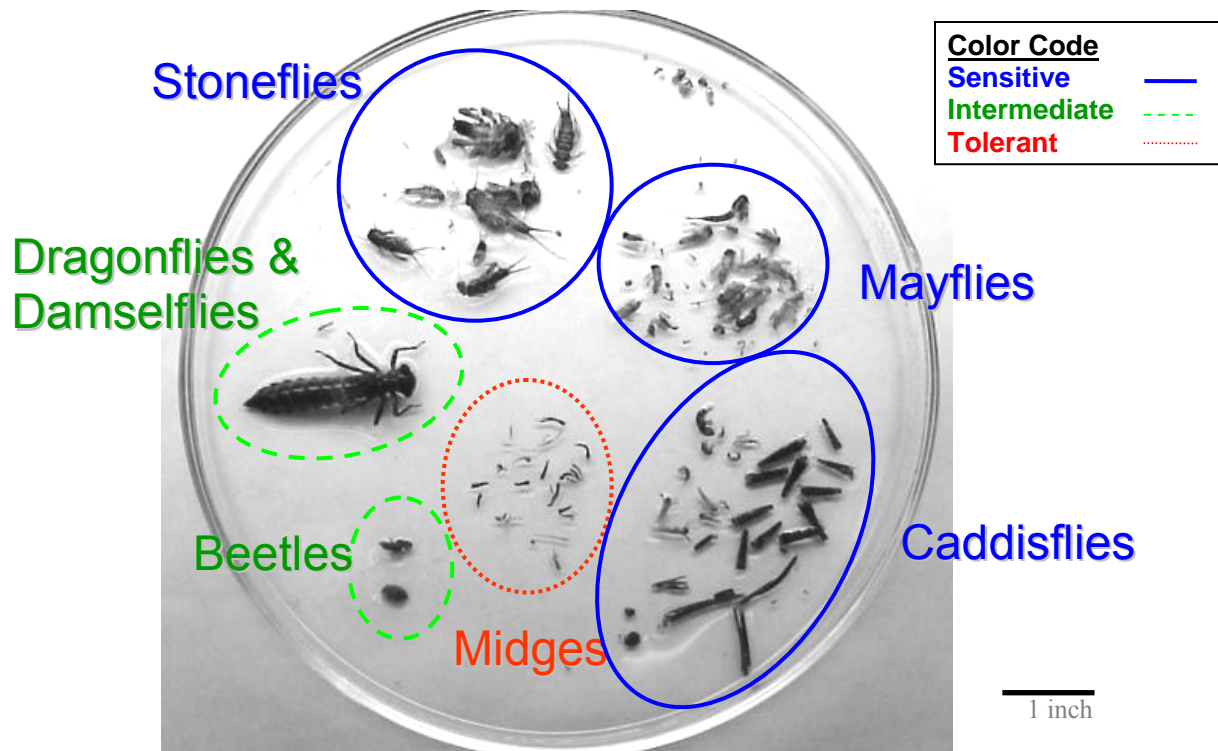 Color Code
Sensitive
Intermediate
Tolerant
Stoneflies
Dragonflies &
Damselflies
Mayflies
Beetles
Midges
Caddisflies
1 inch